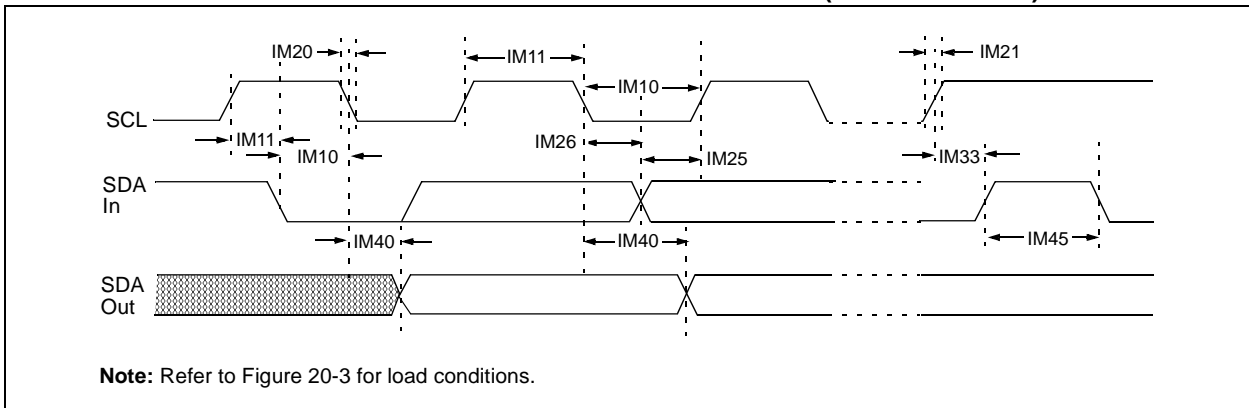 IM20
IM11
IM21
IM10
SCL
IM11
IM26
IM10
IM25
IM33
SDA
In
IM40
IM40
IM45
SDA
Out
Note: Refer to Figure 20-3 for load conditions.